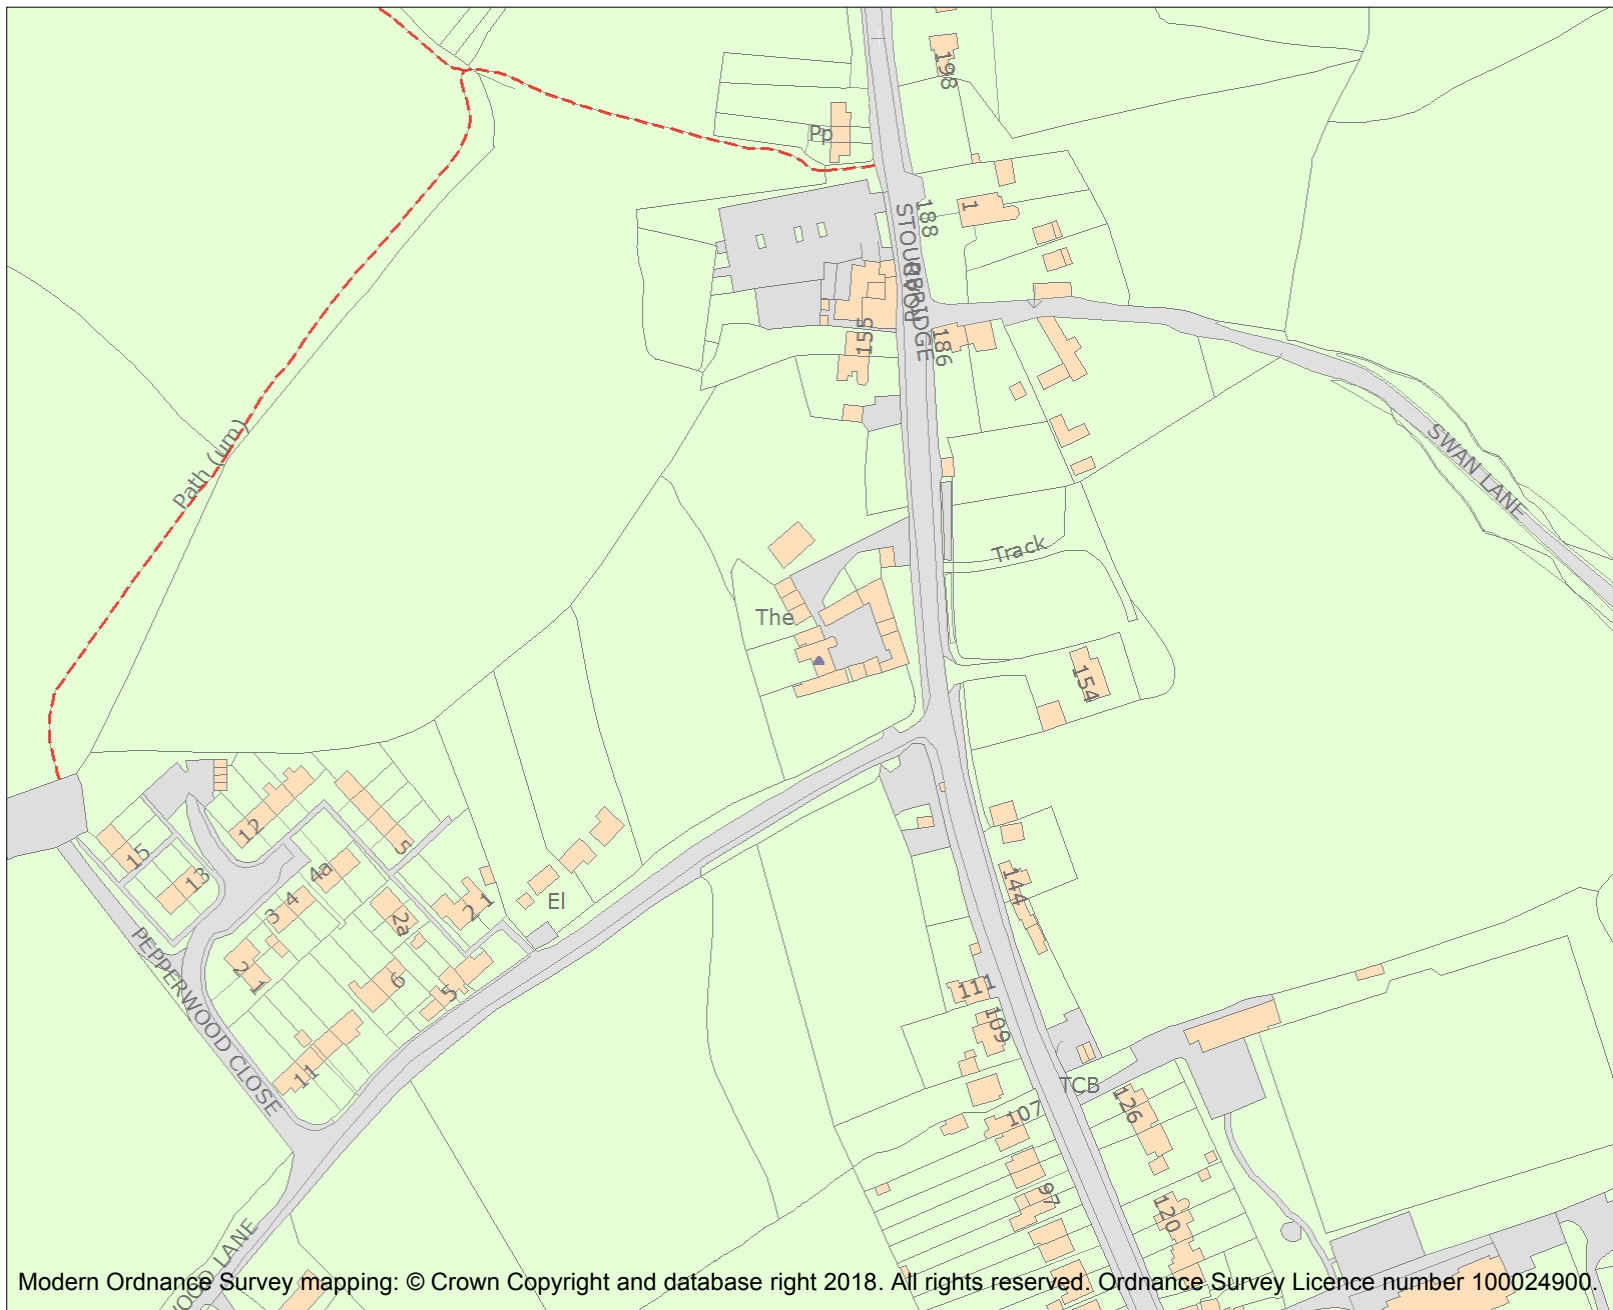 198
Pp
188
1
STOURBRIDGE
ROAD
155
186
Path (um)
SWAN LANE
Track
The
154
12
5
15
4a
13
4
3
2 1
El
2a
144
2
1
6
5
111
109
PEPPERWOOD CLOSE
11
TCB
107
126
97
120
WOOD LANE
Modern Ordnance Survey mapping: © Crown Copyright and database right 2018. All rights reserved. Ordnance Survey Licence number 100024900.